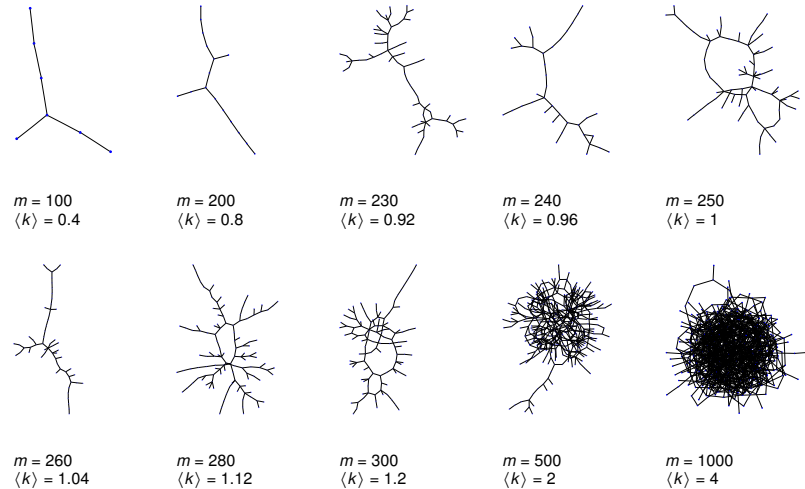 m = 100
⟨k⟩ = 0.4
m = 200
⟨k⟩ = 0.8
m = 230
⟨k⟩ = 0.92
m = 240
⟨k⟩ = 0.96
m = 250
⟨k⟩ = 1
m = 260
⟨k⟩ = 1.04
m = 280
⟨k⟩ = 1.12
m = 300
⟨k⟩ = 1.2
m = 500
⟨k⟩ = 2
m = 1000
⟨k⟩ = 4